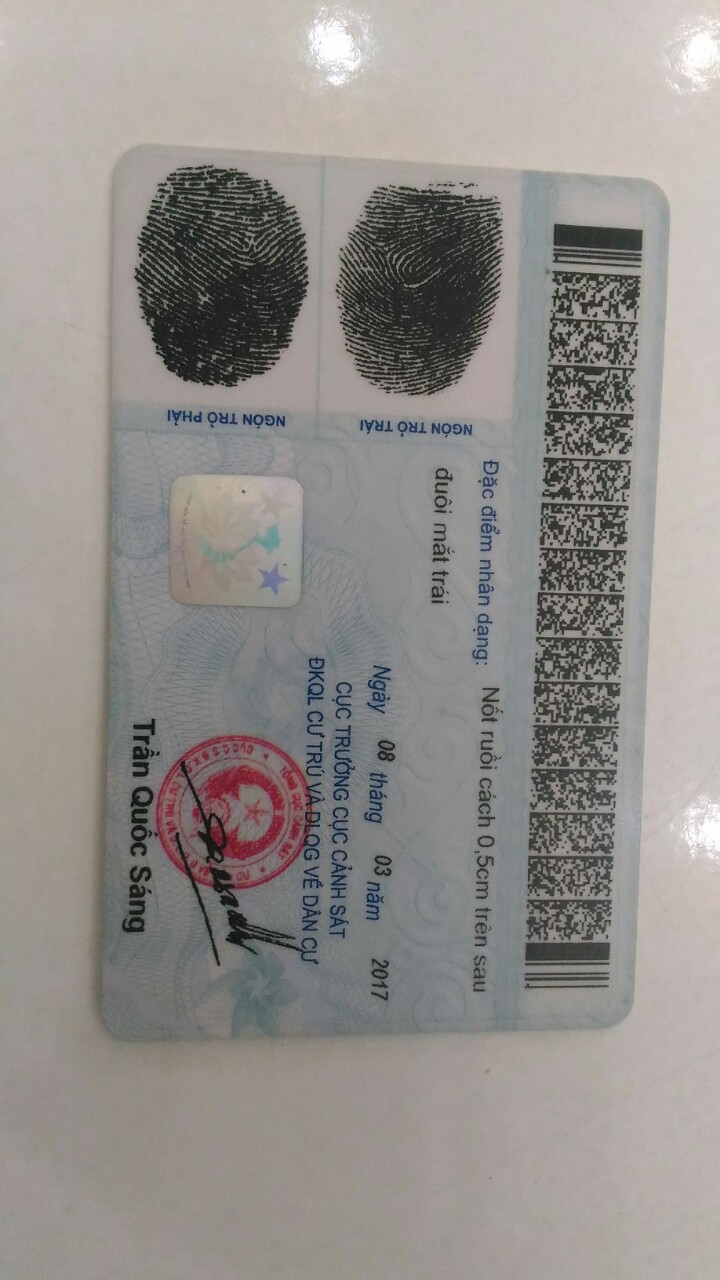 Đặc điểm nhân dạng: Nốt ruồi cách 0,5cm trên sau
đuôi mắt trái
NGÓN TRỎ TRÁI
NGÓN TRỎ PHẢI
Ngày 08 tháng 03 năm 2017
CỤC TRƯỞNG CỤC CẢNH SÁT
ĐKQL CƯ TRÚ VÀ DLQG VỀ DÂN CƯ
TỔNG CỤC CẢNH SÁT
CƯ TRÚ VÀ
Trần Quốc Sáng